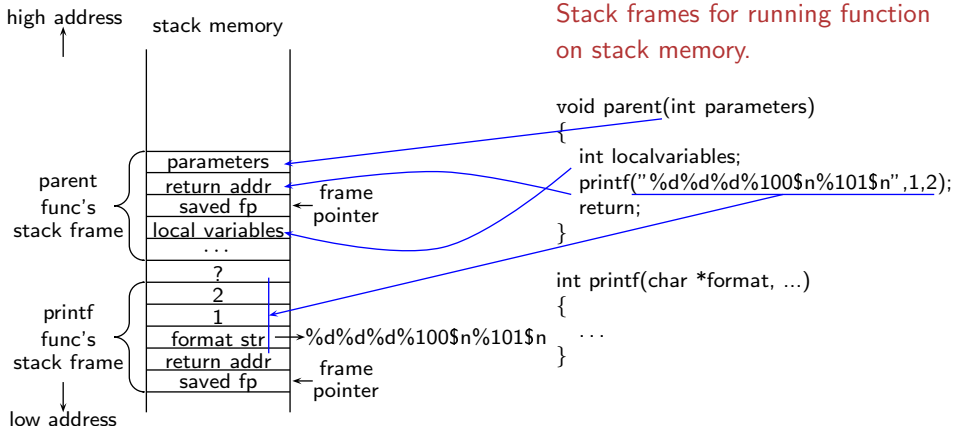 Stack frames for running function
on stack memory.
high address
stack memory
parent
func's
stack frame
parameters
return addr
saved fp
local variables
...
frame
pointer
?
printf
func's
stack frame
2
1
format str
return addr
saved fp
%d%d%d%100$n%101$n
frame
pointer
low address
void parent(int parameters)
{
int localvariables;
printf("%d%d%d%100$n%101$n",1,2);
return;
}
int printf(char *format, ...)
{
...
}